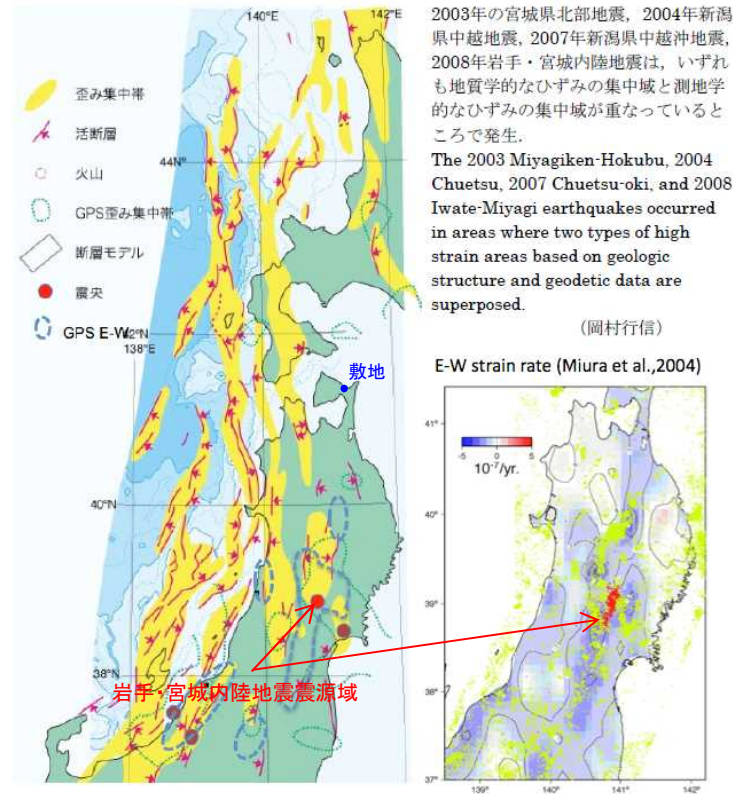 140°E
142°E
歪み集中帯
活断層
44°N
火山
GPS歪み集中帯
断層モデル
震央
GPS E-W
42°N
138°E
敷地
40°N
38°N
岩手・宮城内陸地震震源域
2003年の宮城県北部地震，2004年新潟
県中越地震, 2007年新潟県中越沖地震,
2008年岩手・宮城内陸地震は，いずれ
も地質学的なひずみの集中域と測地学
的なひずみの集中域が重なっていると
ころで発生.
The 2003 Miyagiken-Hokubu, 2004
Chuetsu, 2007 Chuetsu-oki, and 2008
Iwate-Miyagi earthquakes occurred
in areas where two types of high
strain areas based on geologic
structure and geodetic data are
superposed.
（岡村行信）
E-W strain rate (Miura et al.,2004)
41°
-5 0 5
10⁻⁷/yr.
40°
39°
38°
37°
139° 140° 141° 142°